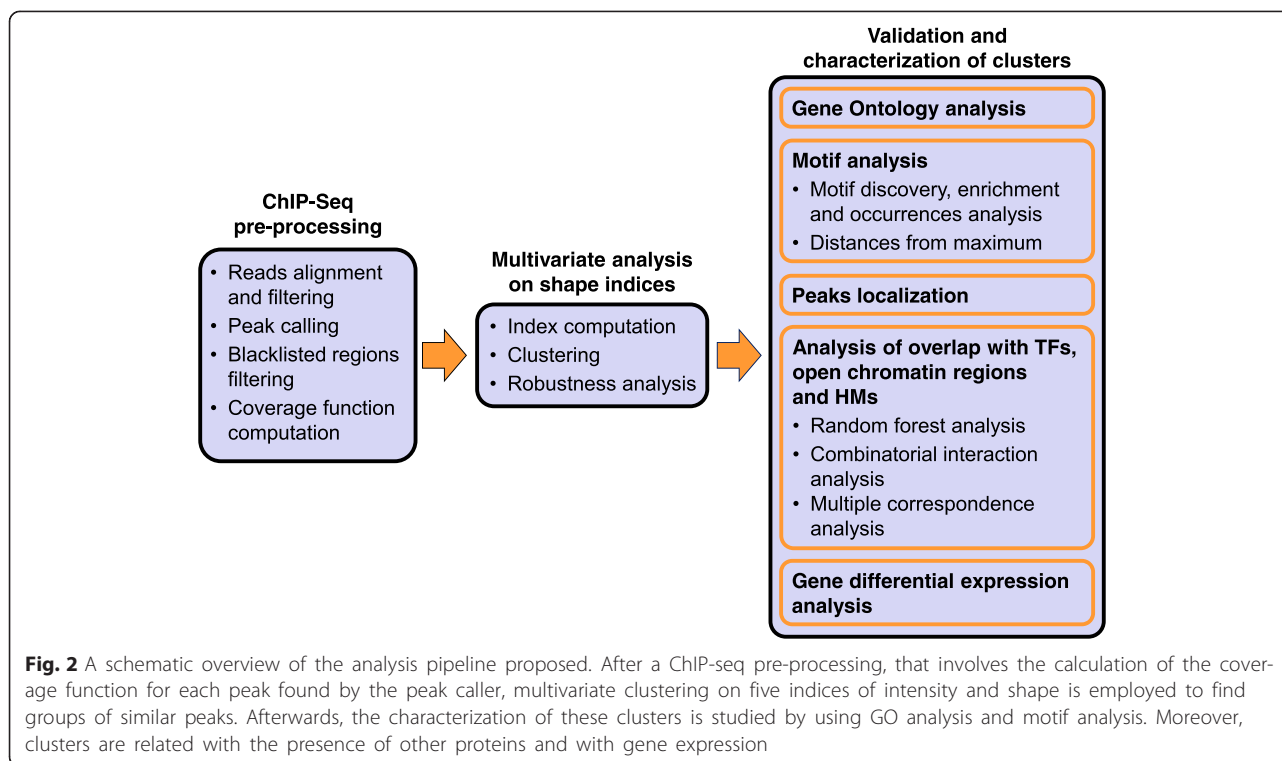 ChIP-Seq
pre-processing
• Reads alignment
and filtering
• Peak calling
• Blacklisted regions
filtering
• Coverage function
computation
Multivariate analysis
on shape indices
• Index computation
• Clustering
• Robustness analysis
Validation and
characterization of clusters
Gene Ontology analysis
Motif analysis
• Motif discovery, enrichment
and occurrences analysis
• Distances from maximum
Peaks localization
Analysis of overlap with TFs,
open chromatin regions
and HMs
• Random forest analysis
• Combinatorial interaction
analysis
• Multiple correspondence
analysis
Gene differential expression
analysis
Fig. 2 A schematic overview of the analysis pipeline proposed. After a ChIP-seq pre-processing, that involves the calculation of the cover-
age function for each peak found by the peak caller, multivariate clustering on five indices of intensity and shape is employed to find
groups of similar peaks. Afterwards, the characterization of these clusters is studied by using GO analysis and motif analysis. Moreover,
clusters are related with the presence of other proteins and with gene expression